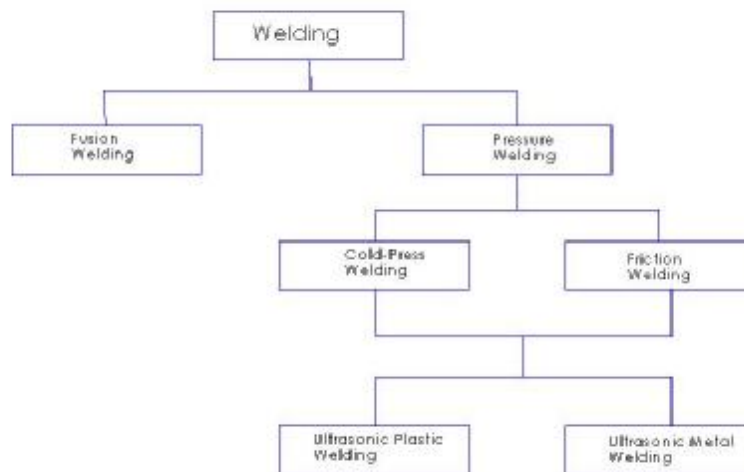 Welding
Fusion
Welding
Pressure
Welding
Cold-Press
Welding
Friction
Welding
Ultrasonic Plastic
Welding
Ultrasonic Metal
Welding